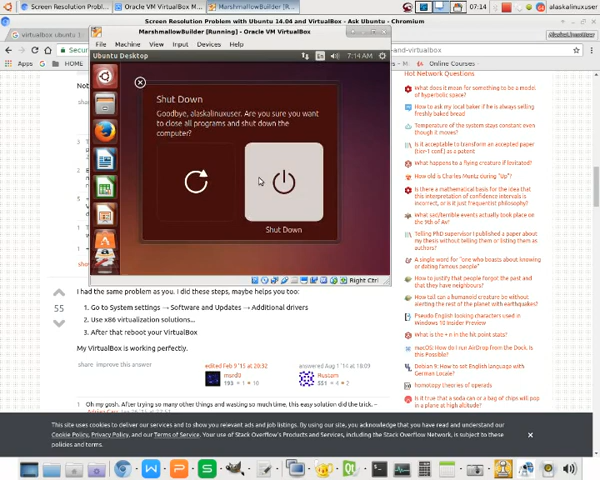 Screen Resolution Probl...
Oracle VM VirtualBox M...
MarshmallowBuilder [R...
07:14
alaskalinuxuser
Screen Resolution Problem with Ubuntu 14.04 and VirtualBox - Ask Ubuntu - Chromium
virtualbox ubuntu 1
MarshmallowBuilder [Running] - Oracle VM VirtualBox
File Machine View Input Devices Help
Ubuntu Desktop
7:14 AM
Secure
and-virtualbox
Apps
Online Courses
Not
Shut Down
Goodbye, alaskalinuxuser. Are you sure you want
to close all programs and shut down the
computer?
Shut Down
Right Ctrl
Hot Network Questions
What does it mean for something to be a model
of hyperbolic space?
How to ask my local baker if he is always selling
freshly baked bread
Temperature of the system stays constant even
though it moves?
Is it acceptable to transfer an accepted paper
(tier-1 conf) as a patent
What happens to a flying creature if levitated?
How old is Charles Muntz during "Up"?
Is there a mathematical basis for the idea that
this interpretation of confidence intervals
is incorrect, or is it just frequentist philosophy?
What sad/terrible events actually took place on
the 9th of Av?
Telling PhD supervisor I published a paper about
my thesis without telling them or listing them as
authors?
A single word for "one who boasts about knowing
or dating famous people"
How to justify that people forgot the past and
that they have neighbours?
How tall can a humanoid creature be without
alerting the rest of the planet with earthquakes?
Pseudo English looking characters used in
Windows 10 Insider Preview
What is the + n in the hit point stats?
macOS: How do I run AirDrop from the Dock. Is
this Possible?
Debian 9: How to set English language with
German Locale?
homotopy theories of operads
Is it true that a soda can or a bag of chips will pop
in a plane at high altitude?
I had the same problem as you. I did these steps, maybe helps you too:
55
1. Go to System settings → Software and Updates → Additional drivers
2. Use x86 virtualization solutions...
3. After that reboot your VirtualBox
My VirtualBox is working perfectly.
share improve this answer
edited Feb 9 '15 at 20:32
answered Aug 1 '14 at 18:09
Oh my gosh. After trying so many other things and wasting so much time, this easy solution did the trick. –
This site uses cookies to deliver our services and to show you relevant ads and job listings. By using our site, you acknowledge that you have read and understand our
Cookie Policy, Privacy Policy, and our Terms of Service. Your use of Stack Overflow's Products and Services, including the Stack Overflow Network, is subject to these
policies and terms.